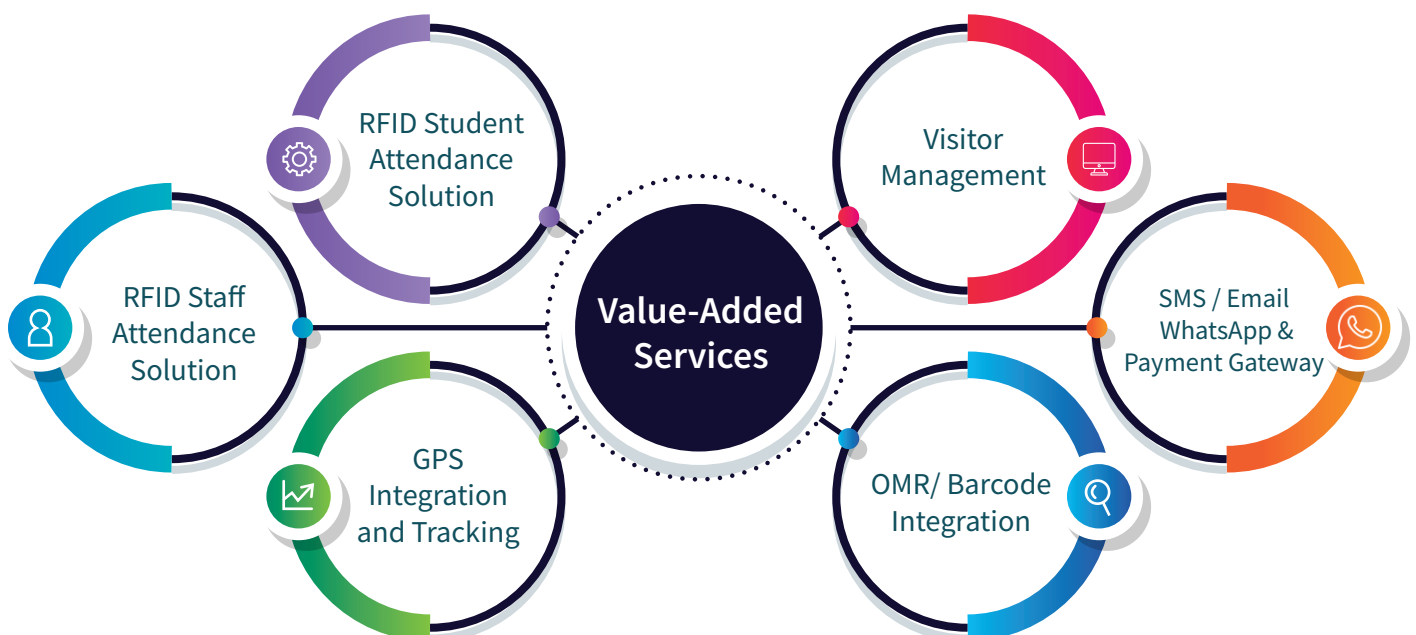 RFID Student
Attendance
Solution
Visitor
Management
RFID Staff
Attendance
Solution
Value-Added
Services
SMS / Email
WhatsApp &
Payment Gateway
GPS
Integration
and Tracking
OMR/ Barcode
Integration